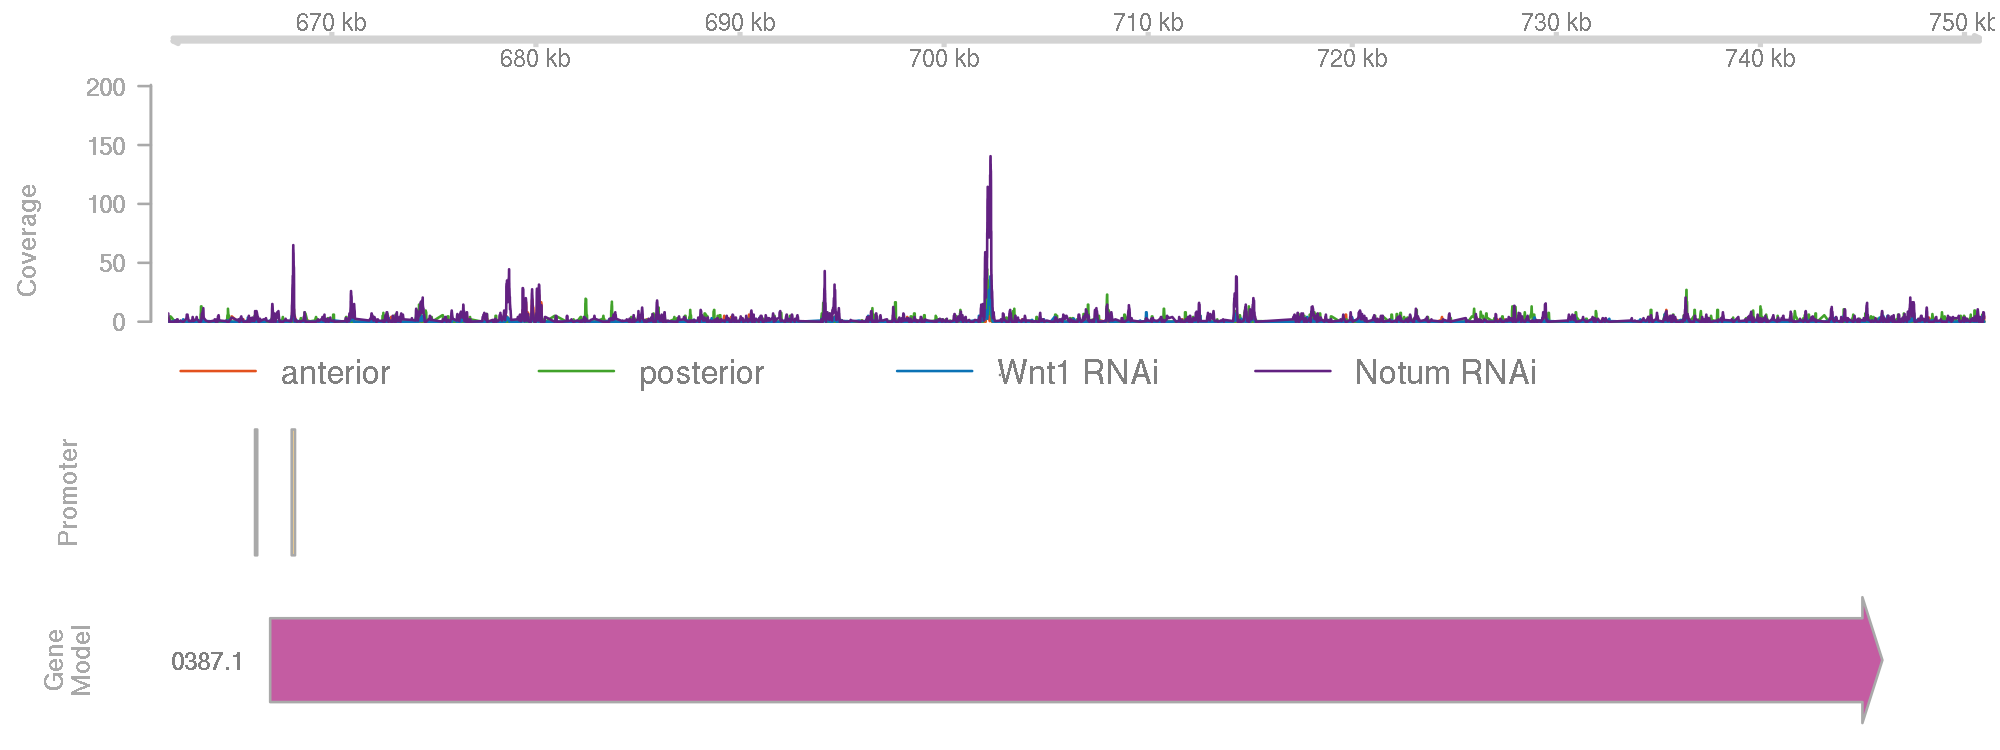 670 kb 690 kb 710 kb 730 kb 750 kb
680 kb 700 kb 720 kb 740 kb
200
150
100
50
0
Coverage
anterior posterior Wnt1 RNAi Notum RNAi
Promoter
Gene
Model
0387.1